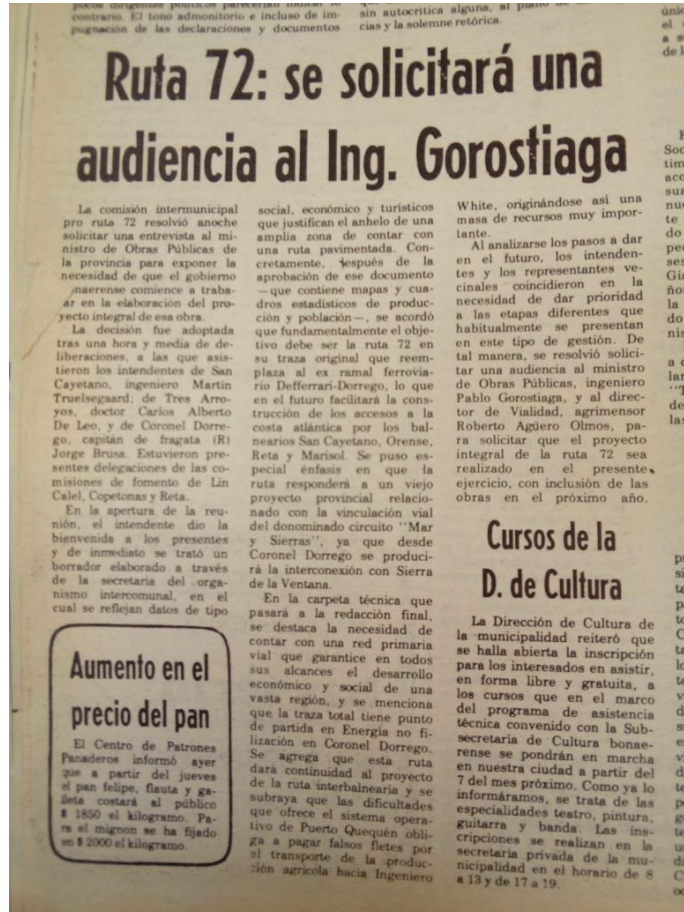 contrario. El tono admonitorio e incluso de im-
pugnación de las declaraciones y documentos
sin autocrítica alguna, al
cias y la solemne retórica.
Ruta 72: se solicitará una
audiencia al Ing. Gorostiaga
La comisión intermunicipal
pro ruta 72 resolvió anoche
solicitar una entrevista al mi-
nistro de Obras Públicas de
la provincia para exponer la
necesidad de que el gobierno
naerense comience a traba-
ar en la elaboración del pro-
yecto integral de esa obra.
La decisión fue adoptada
tras una hora y media de de-
liberaciones, a las que asis-
tieron los intendentes de San
Cayetano, ingeniero Martín
Truelsegaard; de Tres Arro-
yos, doctor Carlos Alberto
De Leo, y de Coronel Dorre-
go, capitán de fragata (R)
Jorge Brusa. Estuvieron pre-
sentes delegaciones de las co-
misiones de fomento de Lin
Calel, Copetonas y Reta.
En la apertura de la reu-
nión, el intendente dio la
bienvenida a los presentes
y de inmediato se trató un
borrador elaborado a través
de la secretaría del orga-
nismo intercomunal, en el
cual se reflejan datos de tipo
social, económico y turísticos
que justifican el anhelo de una
amplia zona de contar con
una ruta pavimentada. Con-
cretamente, después de la
aprobación de ese documento
—que contiene mapas y cua-
dros estadísticos de produc-
ción y población—, se acordó
que fundamentalmente el obje-
tivo debe ser la ruta 72 en
su traza original que reem-
plaza al ex ramal ferrovia-
rio Defferrari-Dorrego, lo que
en el futuro facilitará la cons-
trucción de los accesos a la
costa atlántica por los bal-
nearios San Cayetano, Orense,
Reta y Marisol. Se puso es-
pecial énfasis en que la
ruta responderá a un viejo
proyecto provincial relacio-
nado con la vinculación vial
del donominado circuito "Mar
y Sierras", ya que desde
Coronel Dorrego se produci-
rá la interconexión con Sierra
de la Ventana.
En la carpeta técnica que
pasará a la redacción final,
se destaca la necesidad de
contar con una red primaria
vial que garantice en todos
sus alcances el desarrollo
económico y social de una
vasta región, y se menciona
que la traza total tiene punto
de partida en Energía no fi-
lización en Coronel Dorrego.
Se agrega que esta ruta
dará continuidad al proyecto
de la ruta interbalnearia y se
subraya que las dificultades
que ofrece el sistema opera-
tivo de Puerto Quequén obli-
ga a pagar falsos fletes por
el transporte de la produc-
ción agrícola hacia Ingeniero
White, originándose así una
masa de recursos muy impor-
tante.
Al analizarse los pasos a dar
en el futuro, los intenden-
tes y los representantes ve-
cinales coincidieron en la
necesidad de dar prioridad
a las etapas diferentes que
habitualmente se presentan
en este tipo de gestión. De
tal manera, se resolvió solici-
tar una audiencia al ministro
de Obras Públicas, ingeniero
Pablo Gorostiaga, y al direc-
tor de Vialidad, agrimensor
Roberto Agüero Olmos, pa-
ra solicitar que el proyecto
integral de la ruta 72 sea
realizado en el presente
ejercicio, con inclusión de las
obras en el próximo año.
Aumento en el
precio del pan
El Centro de Patrones
Panaderos informó ayer
que a partir del jueves
el pan felipe, flauta y ga-
lleta costará al público
$ 1850 el kilogramo. Pa-
ra el mignon se ha fijado
en $ 2000 el kilogramo.
Cursos de la
D. de Cultura
La Dirección de Cultura de
la municipalidad reiteró que
se halla abierta la inscripción
para los interesados en asistir,
en forma libre y gratuita, a
los cursos que en el marco
del programa de asistencia
técnica convenido con la Sub-
secretaría de Cultura bonae-
rense se pondrán en marcha
en nuestra ciudad a partir del
7 del mes próximo. Como ya lo
informáramos, se trata de las
especialidades teatro, pintura,
guitarra y banda. Las ins-
cripciones se realizan en la
secretaría privada de la mu-
nicipalidad en el horario de 8
a 13 y de 17 a 19.